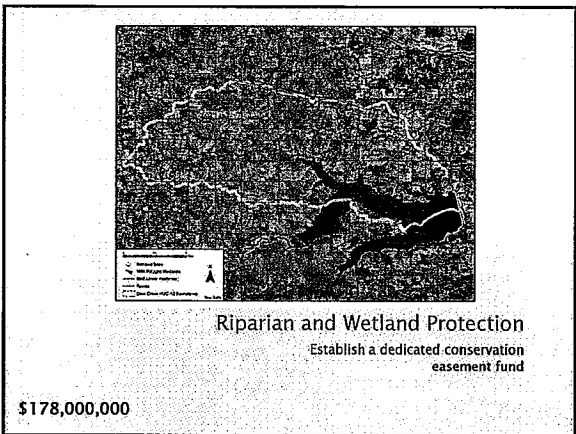 Riparian and Wetland Protection
Establish a dedicated conservation
easement fund
$178,000,000